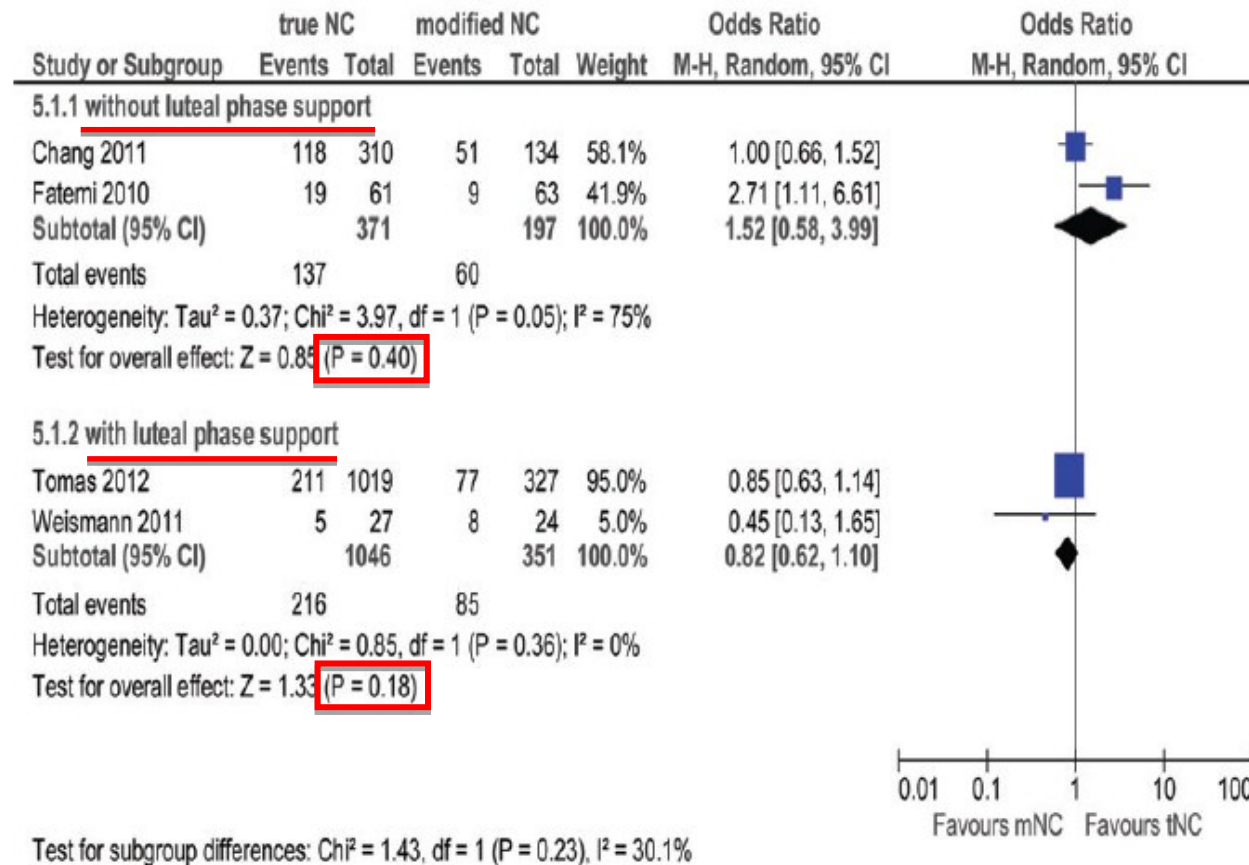 true NC modified NC Odds Ratio Odds Ratio
Study or Subgroup Events Total Events Total Weight M-H, Random, 95% CI M-H, Random, 95% CI
5.1.1 without luteal phase support
Chang 2011 118 310 51 134 58.1% 1.00 [0.66, 1.52]
Fatemi 2010 19 61 9 63 41.9% 2.71 [1.11, 6.61]
Subtotal (95% CI) 371 197 100.0% 1.52 [0.58, 3.99]
Total events 137 60
Heterogeneity: Tau² = 0.37; Chi² = 3.97, df = 1 (P = 0.05); I² = 75%
Test for overall effect: Z = 0.85 (P = 0.40)
5.1.2 with luteal phase support
Tomas 2012 211 1019 77 327 95.0% 0.85 [0.63, 1.14]
Weismann 2011 5 27 8 24 5.0% 0.45 [0.13, 1.65]
Subtotal (95% CI) 1046 351 100.0% 0.82 [0.62, 1.10]
Total events 216 85
Heterogeneity: Tau² = 0.00; Chi² = 0.85, df = 1 (P = 0.36); I² = 0%
Test for overall effect: Z = 1.33 (P = 0.18)
0.01 0.1 1 10 100
Favours mNC Favours tNC
Test for subgroup differences: Chi² = 1.43, df = 1 (P = 0.23), I² = 30.1%